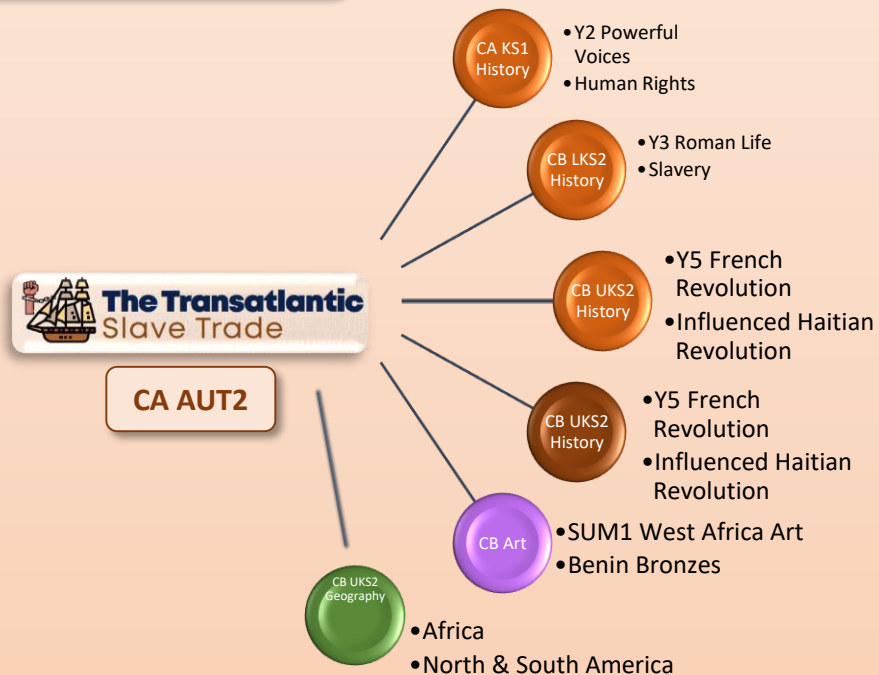 CA KS1
History
•Y2 Powerful
Voices
•Human Rights
CB LKS2
History
•Y3 Roman Life
•Slavery
CB UKS2
History
•Y5 French
Revolution
•Influenced Haitian
Revolution
The Transatlantic
Slave Trade
CA AUT2
CB UKS2
History
•Y5 French
Revolution
•Influenced Haitian
Revolution
CB Art
•SUM1 West Africa Art
•Benin Bronzes
CB UKS2
Geography
•Africa
•North & South America